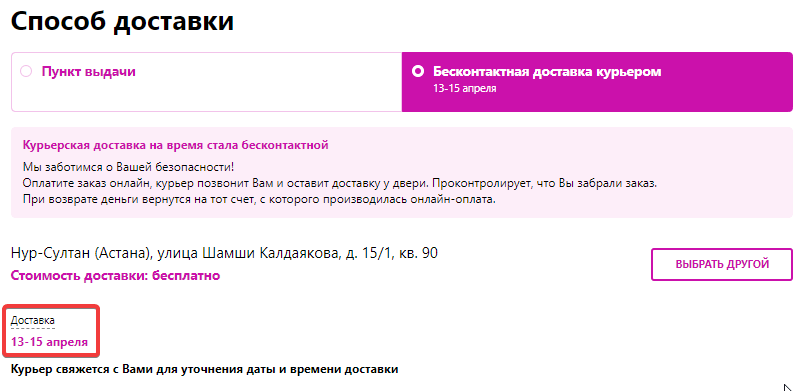 Способ доставки
Пункт выдачи
Бесконтактная доставка курьером
13-15 апреля
Курьерская доставка на время стала бесконтактной
Мы заботимся о Вашей безопасности!
Оплатите заказ онлайн, курьер позвонит Вам и оставит доставку у двери. Проконтролирует, что Вы забрали заказ.
При возврате деньги вернутся на тот счет, с которого производилась онлайн-оплата.
Нур-Султан (Астана), улица Шамши Калдаякова, д. 15/1, кв. 90
ВЫБРАТЬ ДРУГОЙ
Стоимость доставки: бесплатно
Доставка
13-15 апреля
Курьер свяжется с Вами для уточнения даты и времени доставки